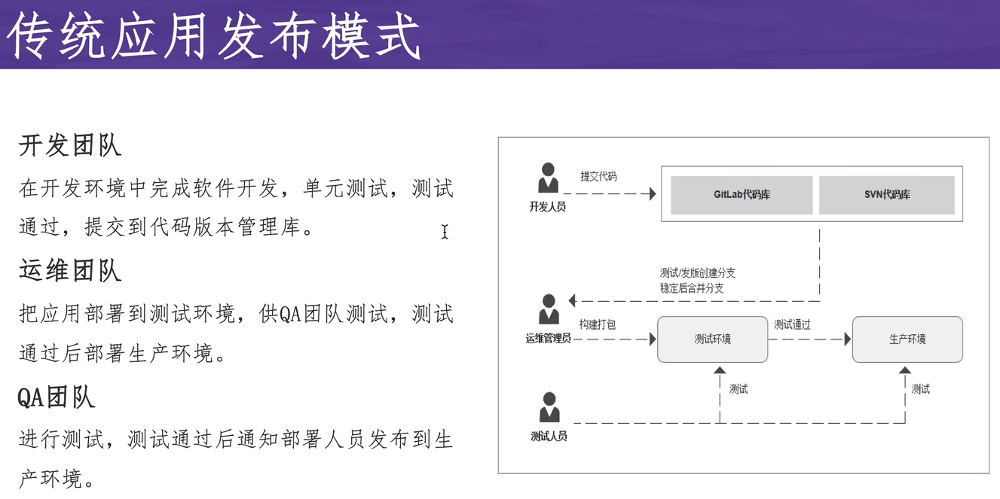 传统应用发布模式
开发团队
在开发环境中完成软件开发，单元测试，测试
通过，提交到代码版本管理库。
运维团队
把应用部署到测试环境，供QA团队测试，测试
通过后部署生产环境。
QA团队
进行测试，测试通过后通知部署人员发布到生
产环境。
提交代码
开发人员
GitLab代码库
SVN代码库
测试/发版创建分支
稳定后合并分支
构建打包
运维管理员
测试环境
测试通过
生产环境
测试
测试
测试人员